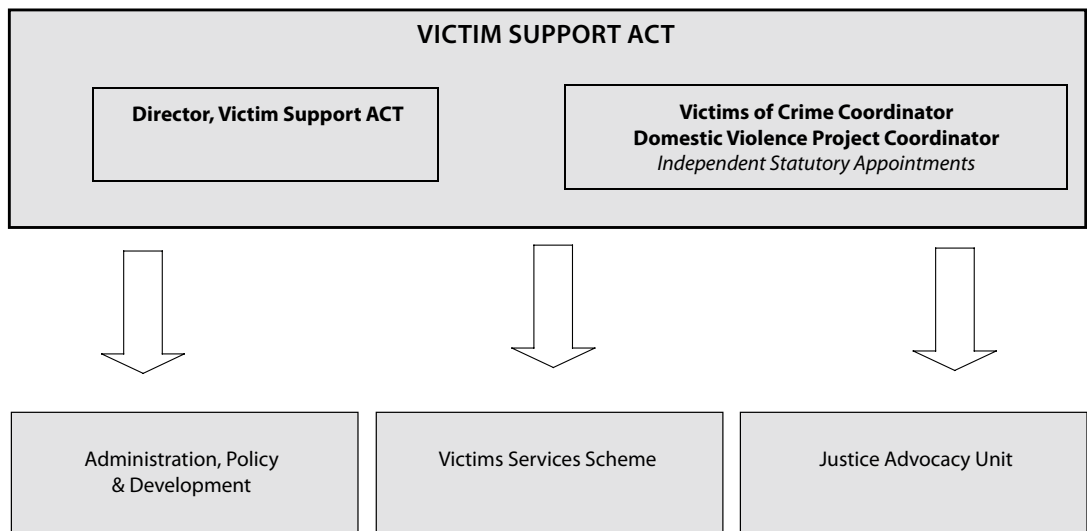 VICTIM SUPPORT ACT
Director, Victim Support ACT
Victims of Crime Coordinator
Domestic Violence Project Coordinator
Independent Statutory Appointments
Administration, Policy
& Development
Victims Services Scheme
Justice Advocacy Unit